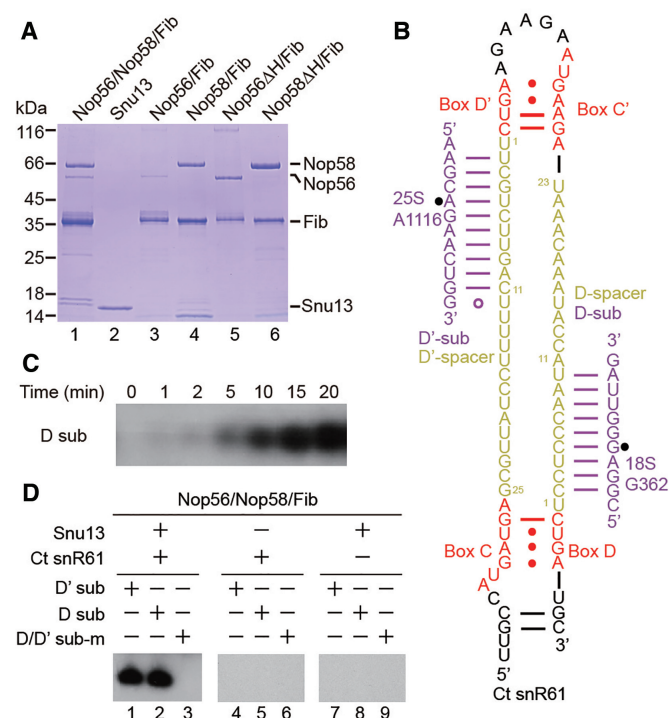 A
kDa
Nop56/Nop58/Fib
Snu13
Nop56/Fib
Nop58/Fib
Nop56ΔH/Fib
Nop58ΔH/Fib
116
66
45
35
25
18
14
Nop58
Nop56
Fib
Snu13
1 2 3 4 5 6
B
Box D'
Box C'
5'
25S
A1116
3'
D'-sub
D'-spacer
1
11
25
23
11
1
D-spacer
D-sub
3'
18S
G362
5'
Box C
Box D
5'
3'
Ct snR61
C
Time (min) 0 1 2 5 10 15 20
D sub
D
Nop56/Nop58/Fib
Snu13 + − +
Ct snR61 + + −
D' sub + − − + − − + − −
D sub − + − − + − − + −
D/D' sub-m − − + − − + − − +
1 2 3 4 5 6 7 8 9